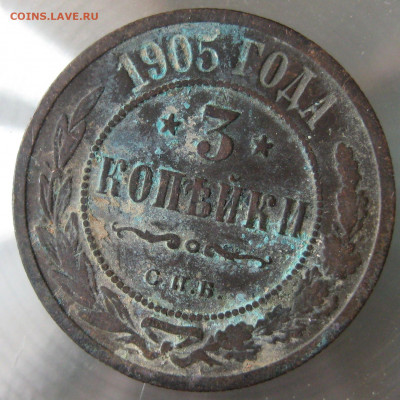 COINS.LAVE.RU
1905 ГОДА
★ 3 ★
КОПѢЙКИ
С.П.Б.